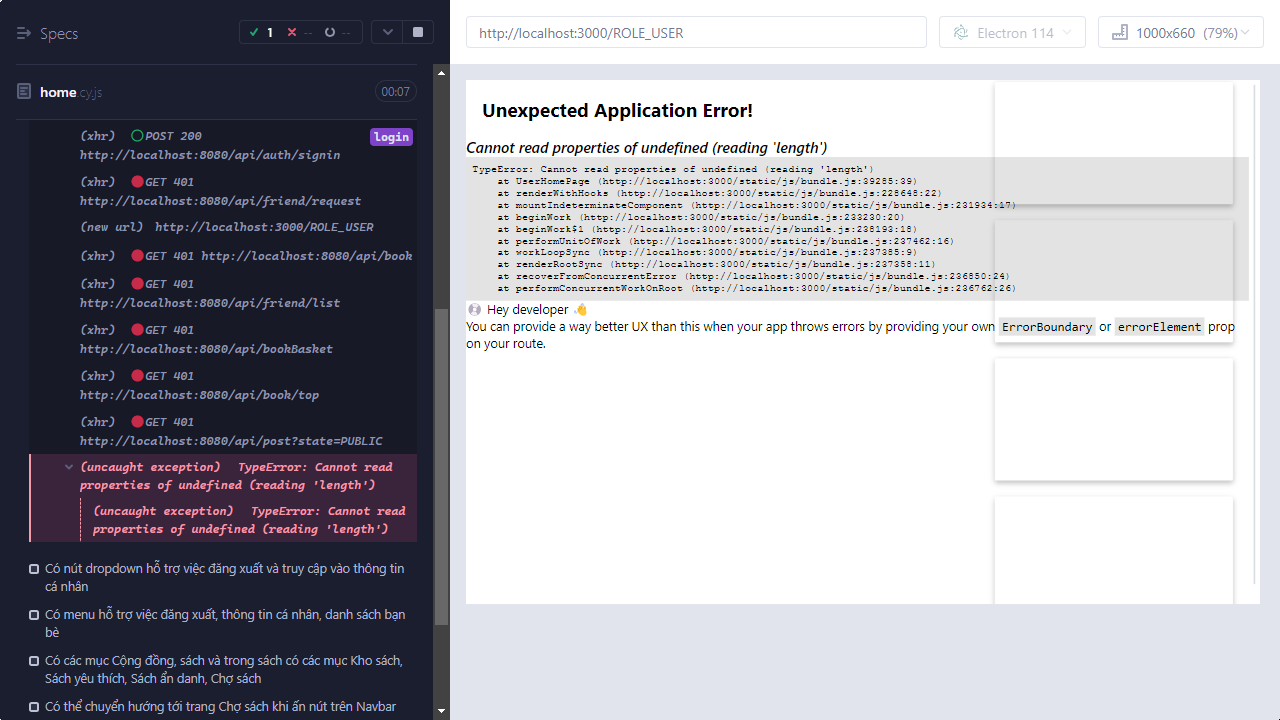 Specs
1
--
--
home.cy.js
00:07
(xhr) POST 200
login
http://localhost:8080/api/auth/signin
(xhr) GET 401
http://localhost:8080/api/friend/request
(new url) http://localhost:3000/ROLE_USER
(xhr) GET 401 http://localhost:8080/api/book
(xhr) GET 401
http://localhost:8080/api/friend/list
(xhr) GET 401
http://localhost:8080/api/bookBasket
(xhr) GET 401
http://localhost:8080/api/book/top
(xhr) GET 401
http://localhost:8080/api/post?state=PUBLIC
(uncaught exception) TypeError: Cannot read
properties of undefined (reading 'length')
(uncaught exception) TypeError: Cannot read
properties of undefined (reading 'length')
Có nút dropdown hỗ trợ việc đăng xuất và truy cập vào thông tin
cá nhân
Có menu hỗ trợ việc đăng xuất, thông tin cá nhân, danh sách bạn
bè
Có các mục Cộng đồng, sách và trong sách có các mục Kho sách,
Sách yêu thích, Sách ẩn danh, Chợ sách
Có thể chuyển hướng tới trang Chợ sách khi ấn nút trên Navbar
http://localhost:3000/ROLE_USER
Electron 114
1000x660 (79%)
Unexpected Application Error!
Cannot read properties of undefined (reading 'length')
TypeError: Cannot read properties of undefined (reading 'length')
at UserHomePage (http://localhost:3000/static/js/bundle.js:39285:39)
at renderWithHooks (http://localhost:3000/static/js/bundle.js:228648:22)
at mountIndeterminateComponent (http://localhost:3000/static/js/bundle.js:231934:17)
at beginWork (http://localhost:3000/static/js/bundle.js:233230:20)
at beginWork$1 (http://localhost:3000/static/js/bundle.js:238193:18)
at performUnitOfWork (http://localhost:3000/static/js/bundle.js:237462:16)
at workLoopSync (http://localhost:3000/static/js/bundle.js:237385:9)
at renderRootSync (http://localhost:3000/static/js/bundle.js:237358:11)
at recoverFromConcurrentError (http://localhost:3000/static/js/bundle.js:236850:24)
at performConcurrentWorkOnRoot (http://localhost:3000/static/js/bundle.js:236762:26)
Hey developer 👋
You can provide a way better UX than this when your app throws errors by providing your own ErrorBoundary or errorElement prop
on your route.